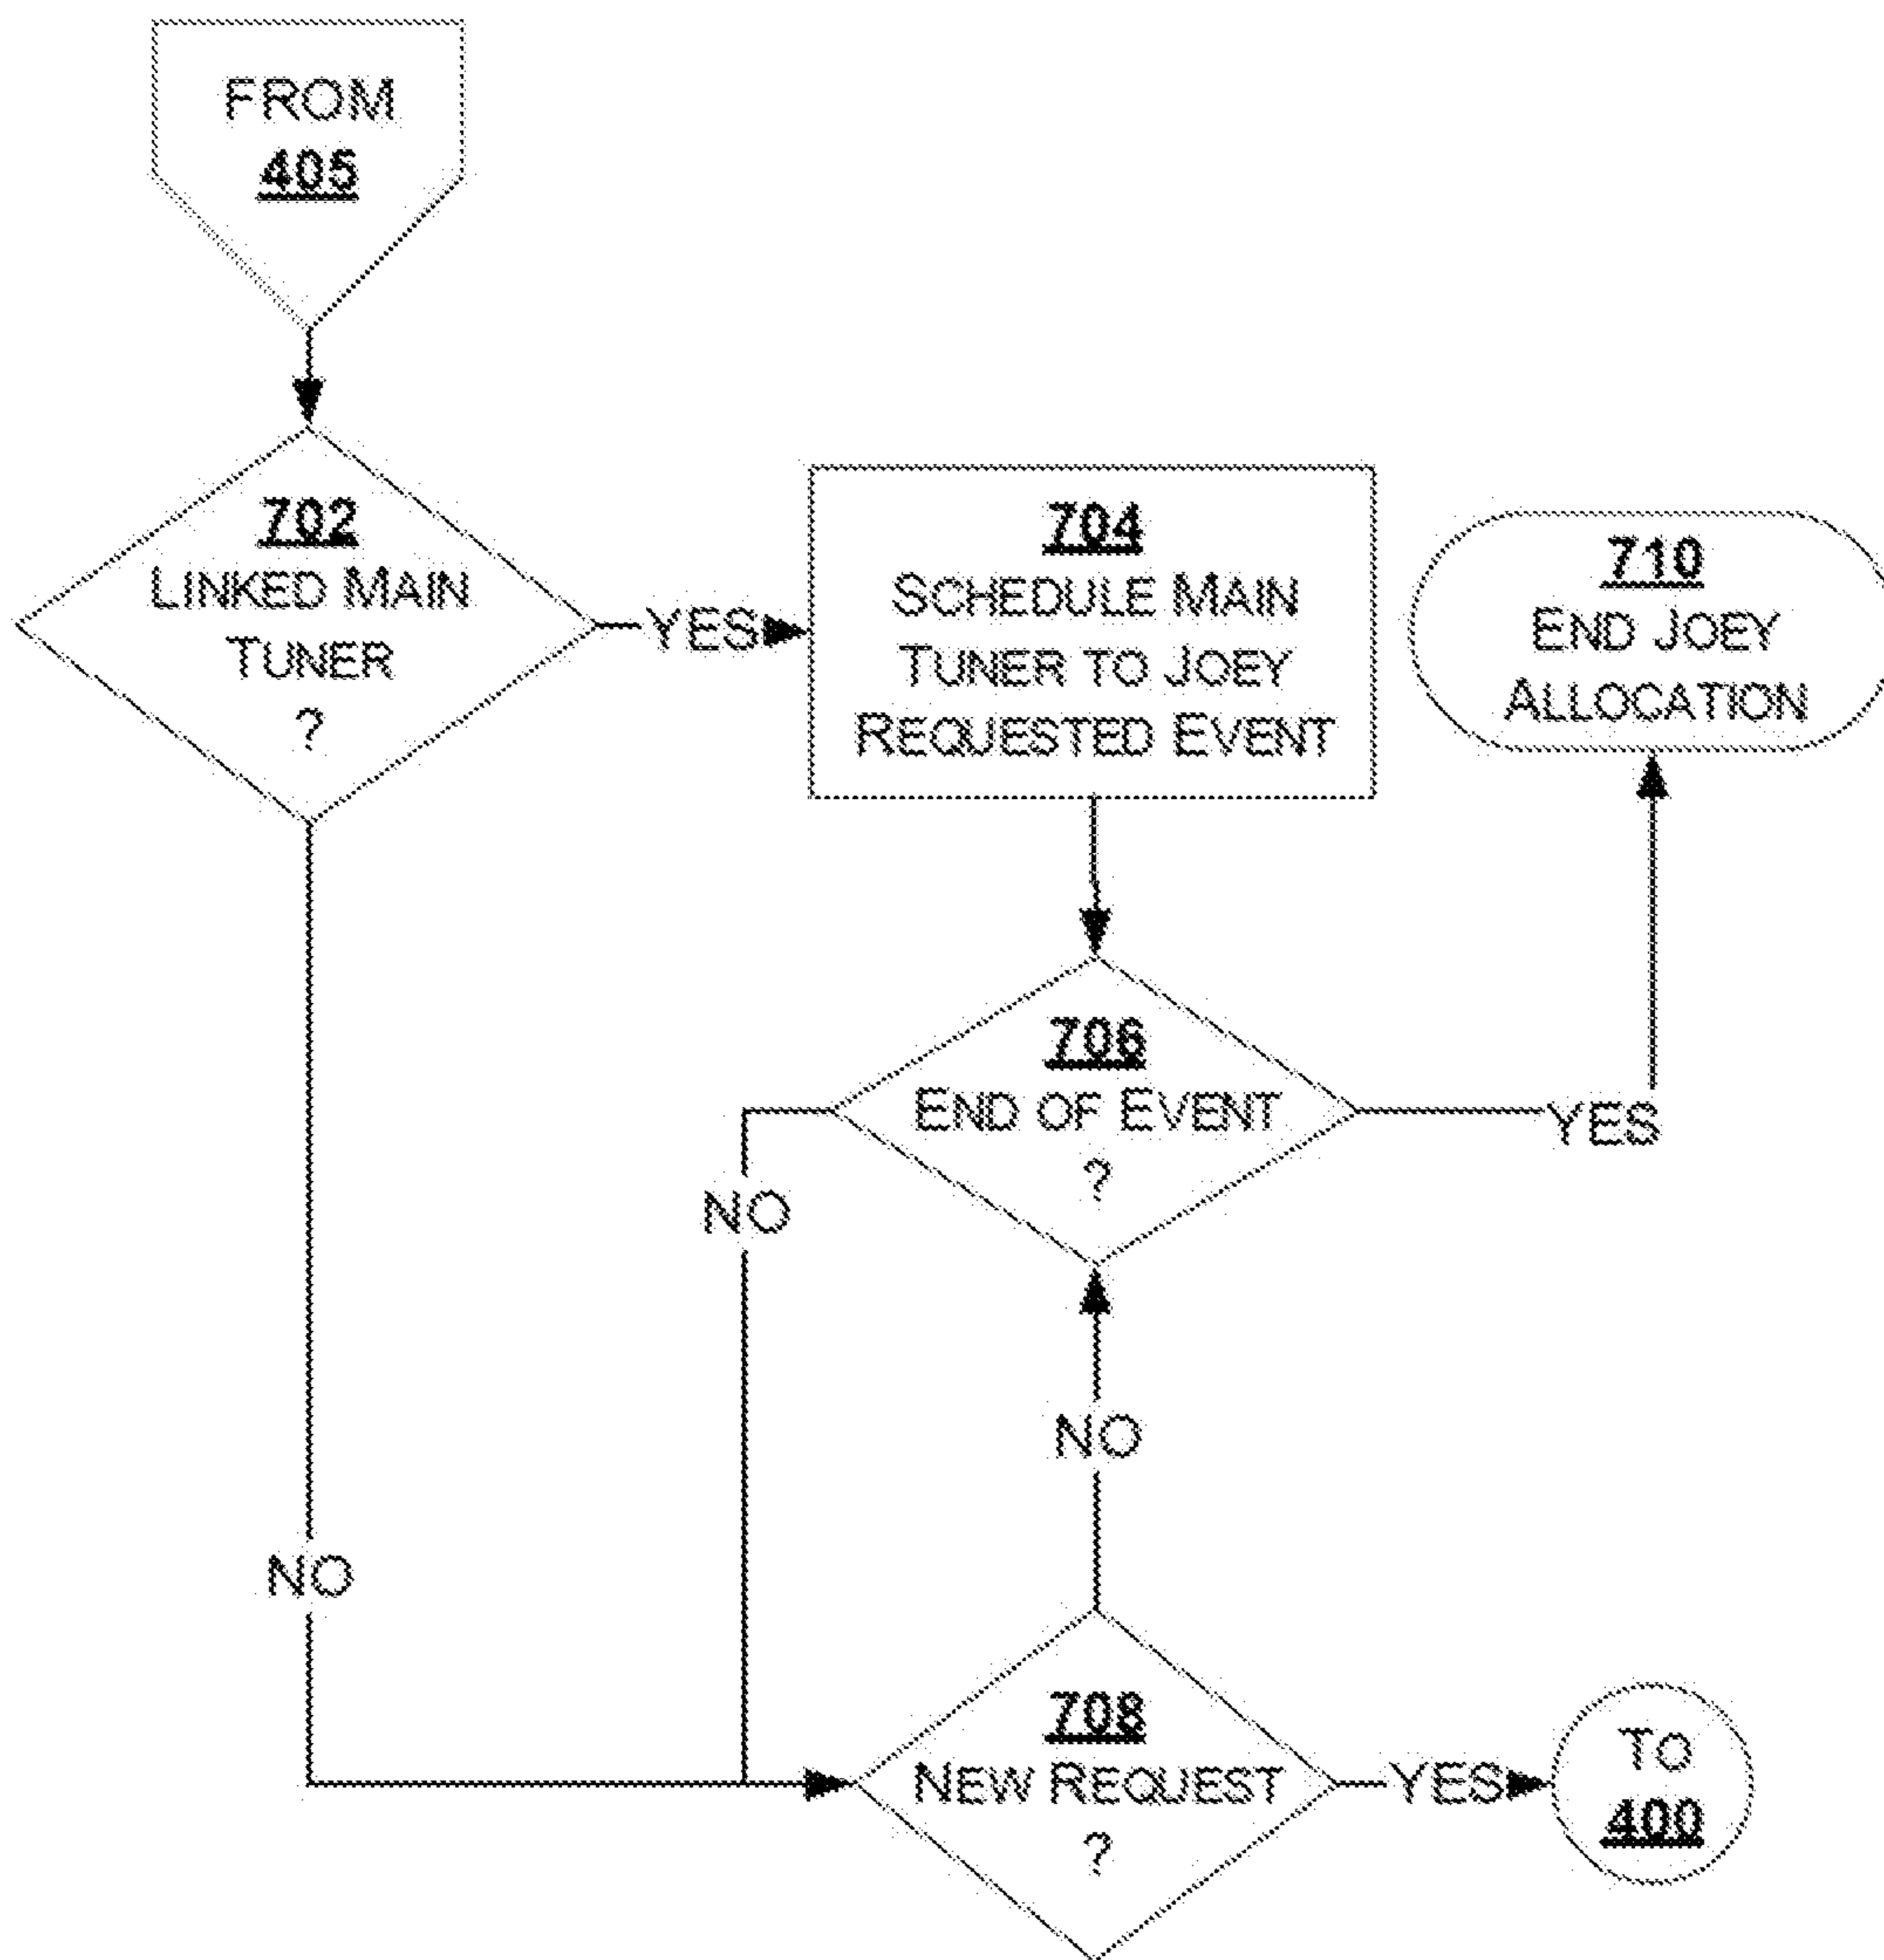 FROM
405
702
LINKED MAIN
TUNER
?
YES
704
SCHEDULE MAIN
TUNER TO JOEY
REQUESTED EVENT
710
END JOEY
ALLOCATION
706
END OF EVENT
?
YES
NO
NO
NO
708
NEW REQUEST
?
YES
TO
400